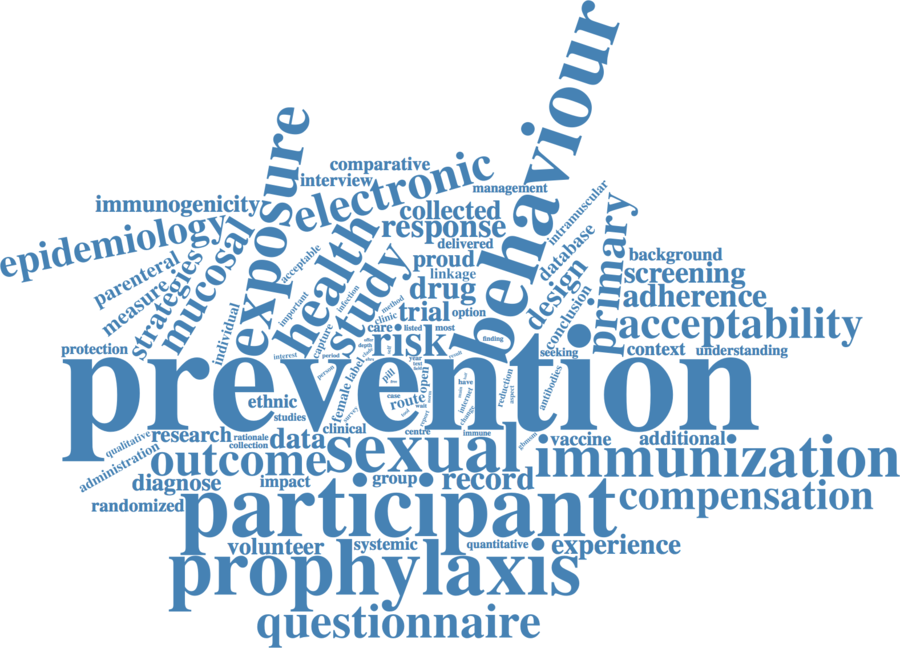 behaviour
exposure
comparative
interview
electronic
management
immunogenicity
collected
response
intramuscular
epidemiology
mucosal
health
acceptable
delivered
database
primary
parenteral
strategies
study
proud
linkage
background
screening
measure
important
infection
drug
design
adherence
individual
method
clinic
trial
option
conclusion
acceptability
capture
care
listed
most
risk
finding
protection
interest
period
seeking
context
understanding
prevention
person
label
female
pill
open
have
internet
change
reduction
aspect
antibodies
ethnic
case
route
studies
survey
report
qualitative
research
rationale
collection
data
clinical
centre
immune
vaccine
additional
administration
outcome
sexual
immunization
diagnose
impact
group
record
compensation
randomized
participant
volunteer
systemic
quantitative
experience
prophylaxis
questionnaire